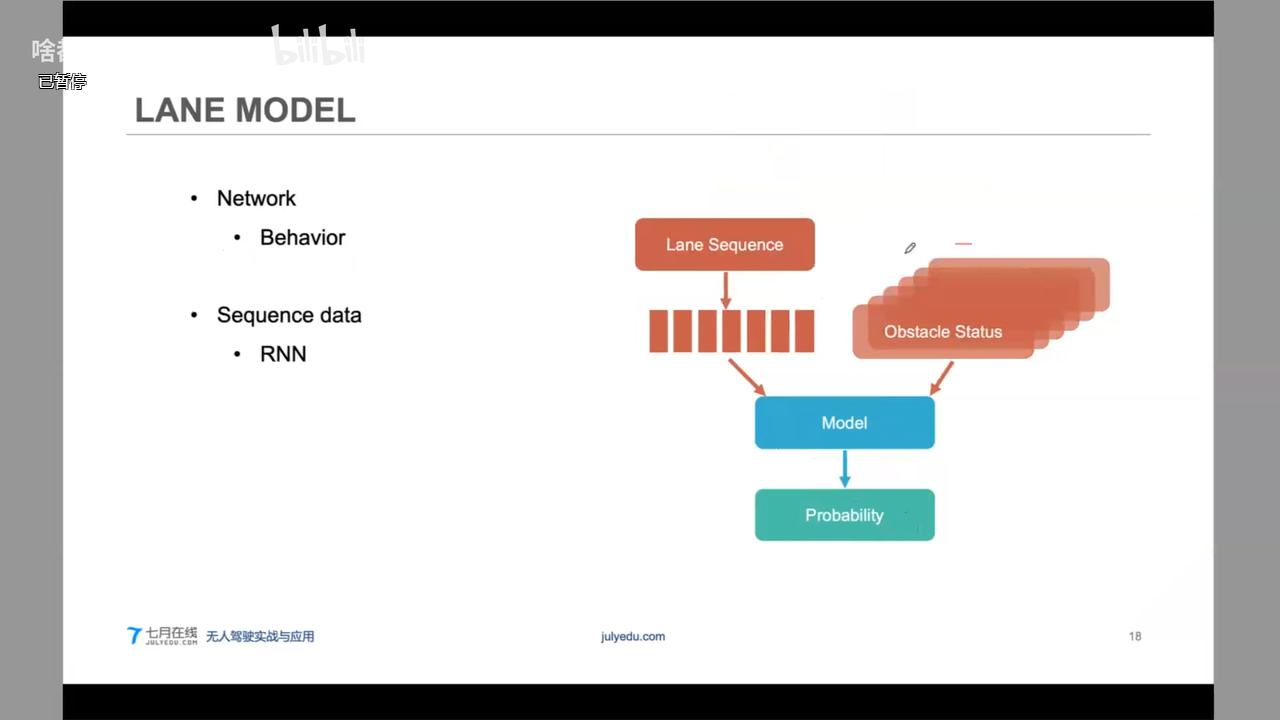 啥都
bilibili
已暂停
LANE MODEL
• Network
• Behavior
• Sequence data
• RNN
Lane Sequence
Obstacle Status
Model
Probability
七月在线
JULYEDU.COM
无人驾驶实战与应用
julyedu.com
18